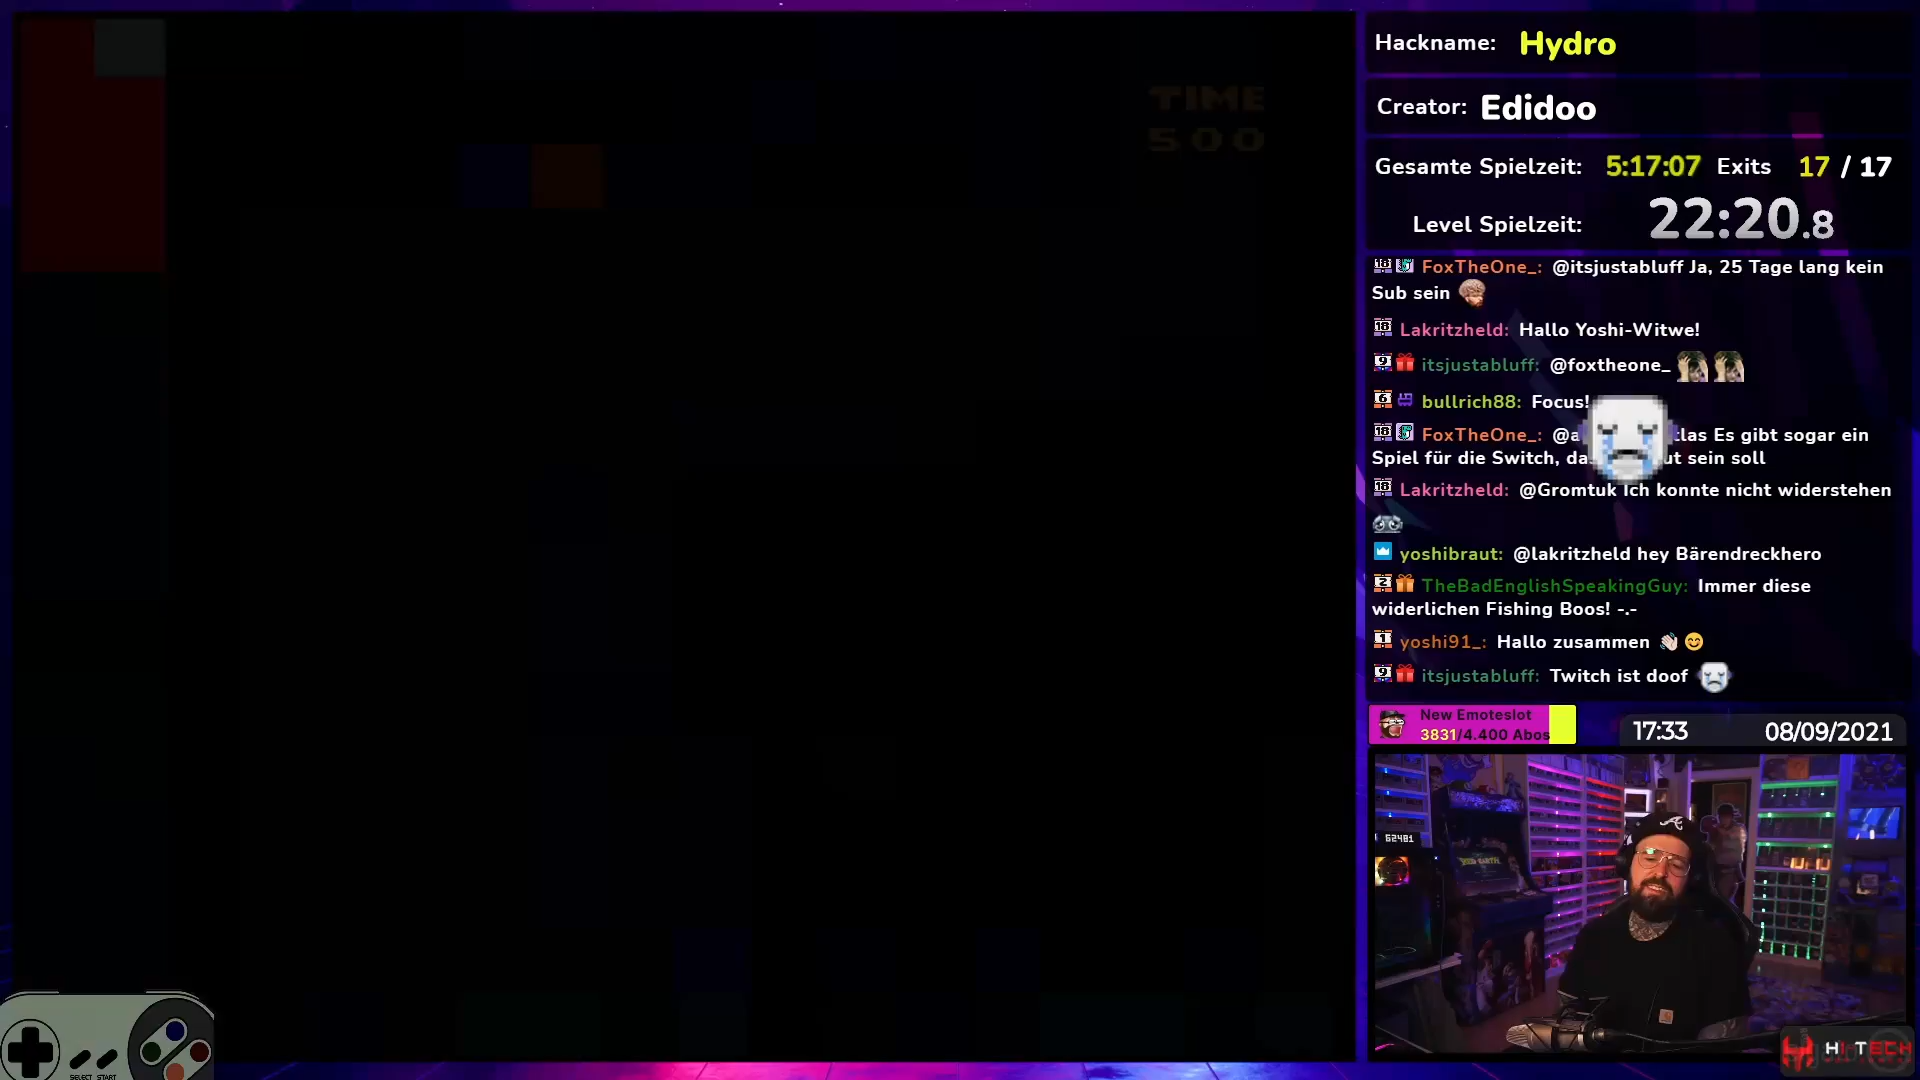 TIME
500
Hackname: Hydro
Creator: Edidoo
Gesamte Spielzeit: 5:17:07 Exits 17 / 17
Level Spielzeit: 22:20.8
FoxTheOne_: @itsjustabluff Ja, 25 Tage lang kein
Sub sein
Lakritzheld: Hallo Yoshi-Witwe!
itsjustabluff: @foxtheone_
bullrich88: Focus!
FoxTheOne_: Es gibt sogar ein
Spiel für die Switch, sein soll
Lakritzheld: @Gromtuk Ich konnte nicht widerstehen
yoshibraut: @lakritzheld hey Bärendreckhero
TheBadEnglishSpeakingGuy: Immer diese
widerlichen Fishing Boos! -.-
yoshi91_: Hallo zusammen
itsjustabluff: Twitch ist doof
New Emoteslot
3831/4.400 Abos
17:33 08/09/2021
62481
SELECT START
HITECH